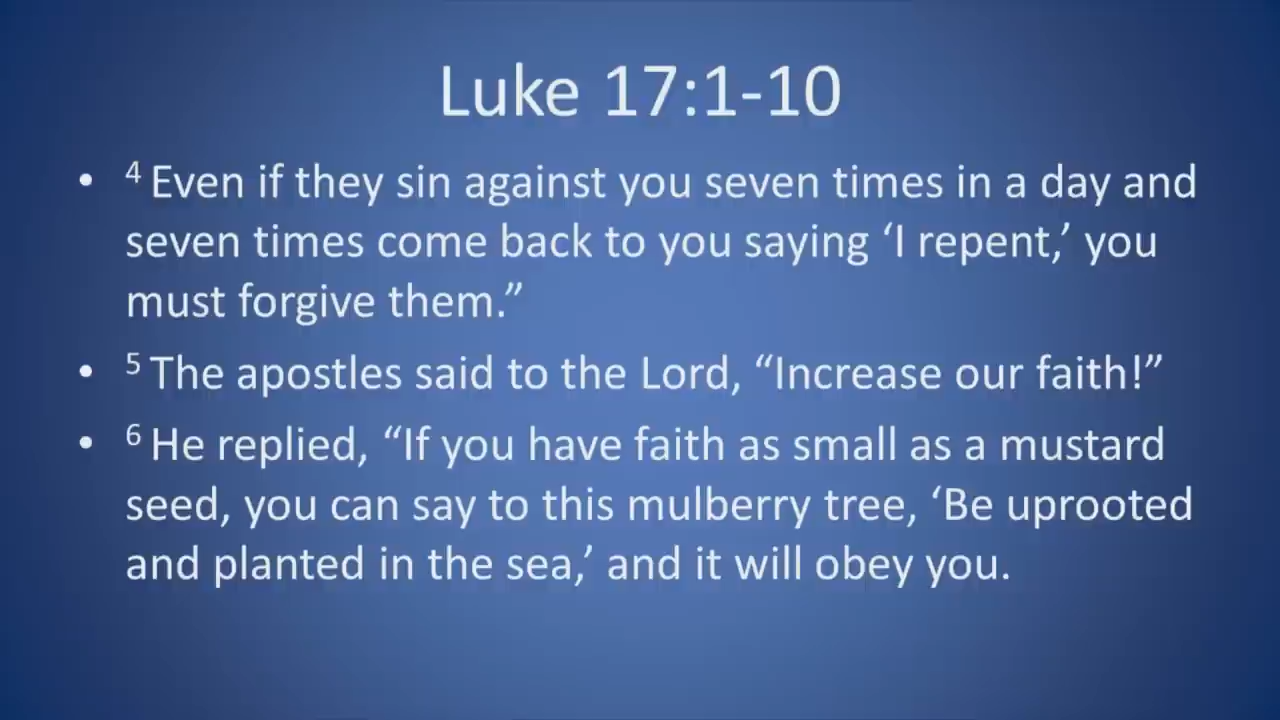 Luke 17:1-10
• ⁴ Even if they sin against you seven times in a day and
seven times come back to you saying ‘I repent,’ you
must forgive them.”
• ⁵ The apostles said to the Lord, “Increase our faith!”
• ⁶ He replied, “If you have faith as small as a mustard
seed, you can say to this mulberry tree, ‘Be uprooted
and planted in the sea,’ and it will obey you.